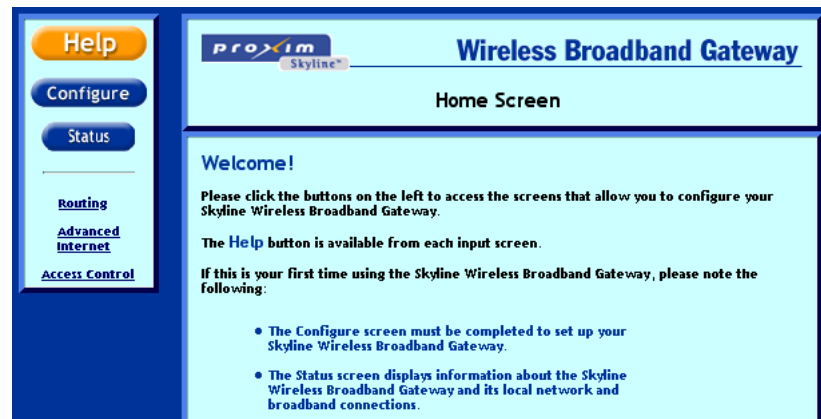 Help
Configure
Status
Routing
Advanced
Internet
Access Control
proxim
Skyline™
Wireless Broadband Gateway
Home Screen
Welcome!
Please click the buttons on the left to access the screens that allow you to configure your
Skyline Wireless Broadband Gateway.
The Help button is available from each input screen.
If this is your first time using the Skyline Wireless Broadband Gateway, please note the
following:
• The Configure screen must be completed to set up your
Skyline Wireless Broadband Gateway.
• The Status screen displays information about the Skyline
Wireless Broadband Gateway and its local network and
broadband connections.